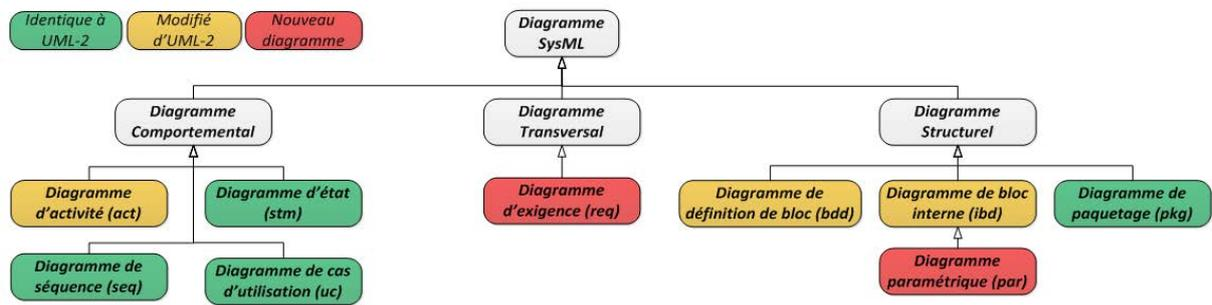 Identique à
UML-2
Modifié
d'UML-2
Nouveau
diagramme
Diagramme
SysML
Diagramme
Comportemental
Diagramme
Transversal
Diagramme
Structurel
Diagramme
d'activité (act)
Diagramme d'état
(stm)
Diagramme
d'exigence (req)
Diagramme de
définition de bloc (bdd)
Diagramme de bloc
interne (ibd)
Diagramme de
paquetage (pkg)
Diagramme de
séquence (seq)
Diagramme de cas
d'utilisation (uc)
Diagramme
paramétrique (par)